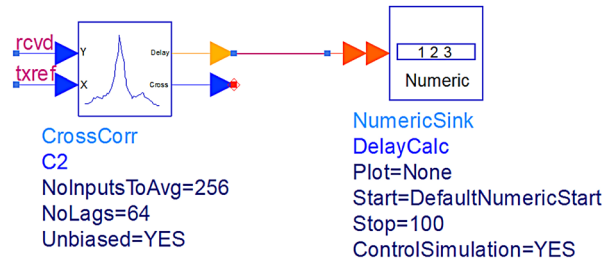 rcvd
txref
Y
X
Delay
Cross
1 2 3
Numeric
CrossCorr
C2
NoInputsToAvg=256
NoLags=64
Unbiased=YES
NumericSink
DelayCalc
Plot=None
Start=DefaultNumericStart
Stop=100
ControlSimulation=YES